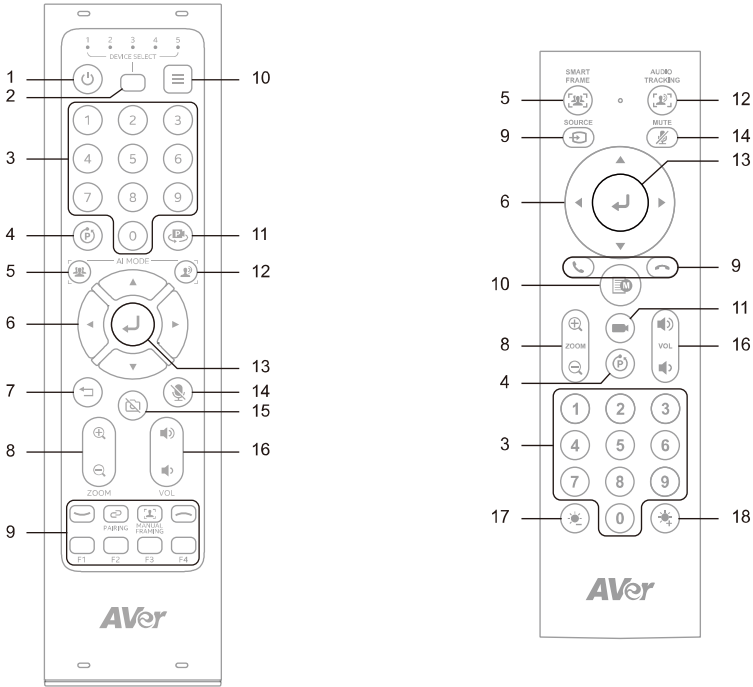 1 2 3 4 5
DEVICE SELECT
1
2
10
1 2 3
3
4 5 6
7 8 9
4
P
0
P
11
AI MODE
5
12
6
13
7
14
15
8
16
ZOOM
VOL
9
PAIRING
MANUAL
FRAMING
F1 F2 F3 F4
AVer
SMART
FRAME
AUDIO
TRACKING
5
12
SOURCE
MUTE
9
14
13
6
9
10
M
11
8
ZOOM
VOL
16
4
P
1 2 3
3
4 5 6
7 8 9
17
0
18
AVer